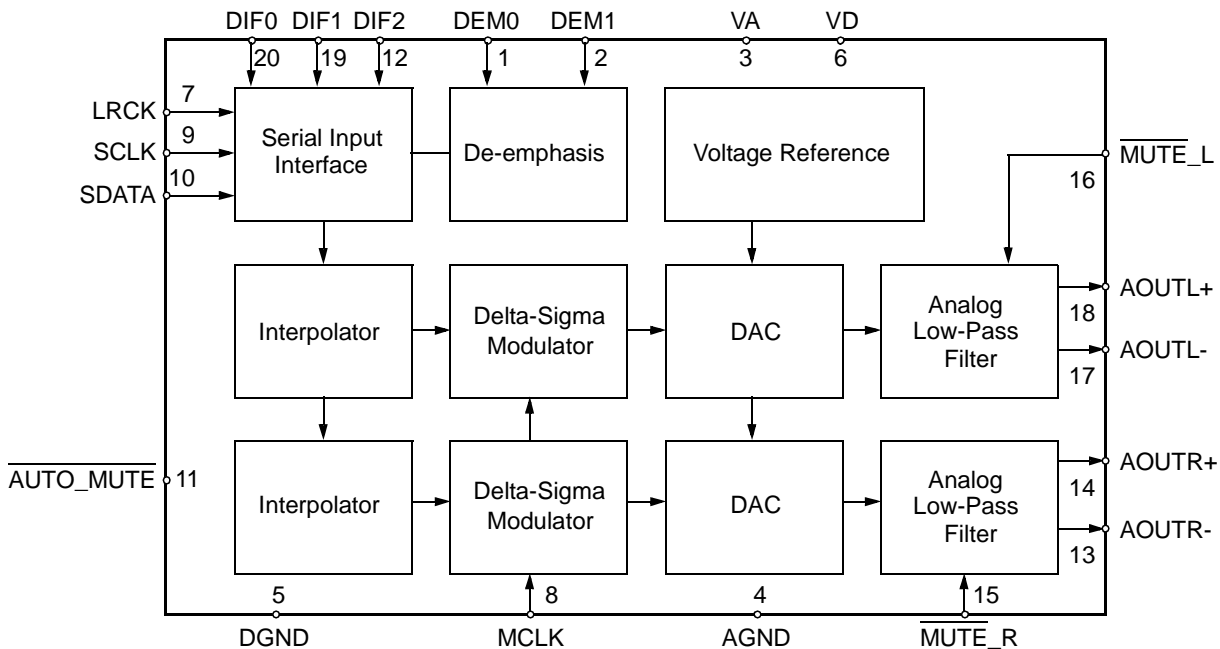 DIF0 DIF1 DIF2 DEM0 DEM1 VA VD
20 19 12 1 2 3 6
LRCK 7
SCLK 9
SDATA 10
Serial Input
Interface
De-emphasis
Voltage Reference
MUTE_L
16
Interpolator
Delta-Sigma
Modulator
DAC
Analog
Low-Pass
Filter
AOUTL+
18
AOUTL-
17
AUTO_MUTE 11
Interpolator
Delta-Sigma
Modulator
DAC
Analog
Low-Pass
Filter
AOUTR+
14
AOUTR-
13
5 8 4 15
DGND MCLK AGND MUTE_R